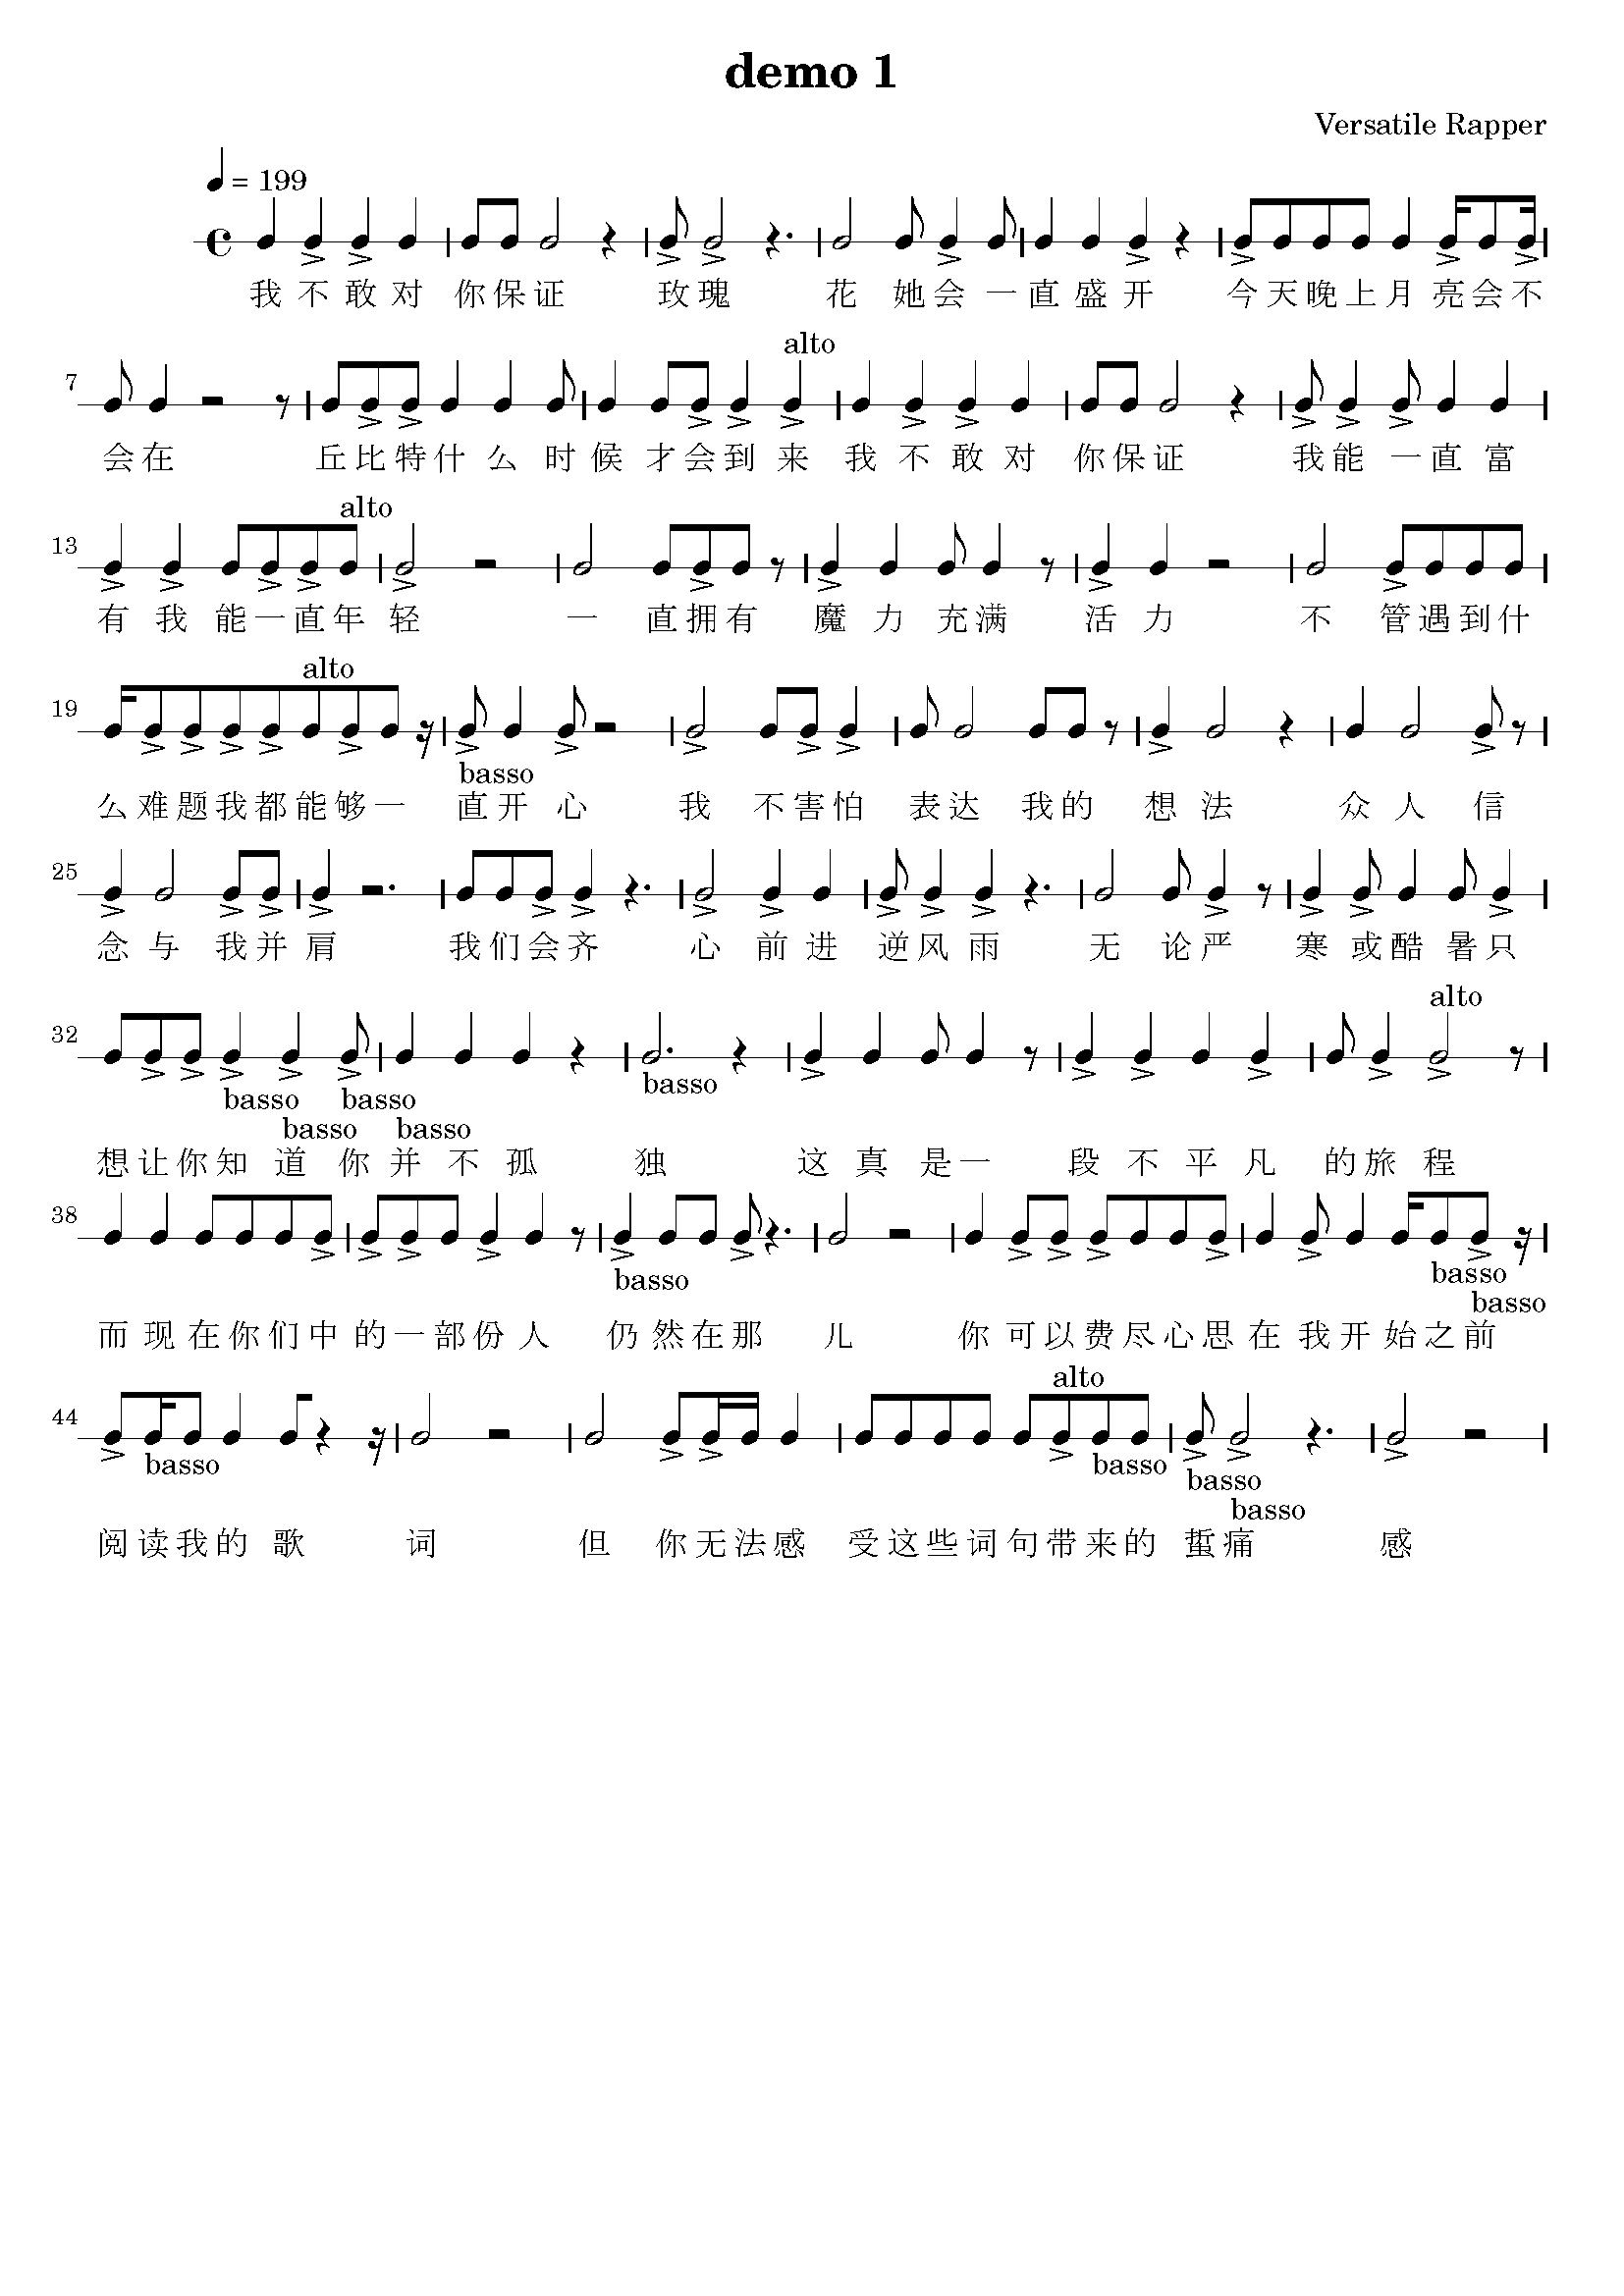 demo 1
Versatile Rapper
= 199
我 不 敢 对 你 保 证 玫 瑰 花 她 会 一 直 盛 开 今 天 晚 上 月 亮 会 不
alto
7
会 在 丘 比 特 什 么 时 候 才 会 到 来 我 不 敢 对 你 保 证 我 能 一 直 富
alto
13
有 我 能 一 直 年 轻 一 直 拥 有 魔 力 充 满 活 力 不 管 遇 到 什
alto
19
basso
么 难 题 我 都 能 够 一 直 开 心 我 不 害 怕 表 达 我 的 想 法 众 人 信
25
念 与 我 并 肩 我 们 会 齐 心 前 进 逆 风 雨 无 论 严 寒 或 酷 暑 只
alto
32
basso basso basso
basso basso
想 让 你 知 道 你 并 不 孤 独 这 真 是 一 段 不 平 凡 的 旅 程
38
basso basso
basso
而 现 在 你 们 中 的 一 部 份 人 仍 然 在 那 儿 你 可 以 费 尽 心 思 在 我 开 始 之 前
alto
44
basso basso basso
basso
阅 读 我 的 歌 词 但 你 无 法 感 受 这 些 词 句 带 来 的 蜇 痛 感